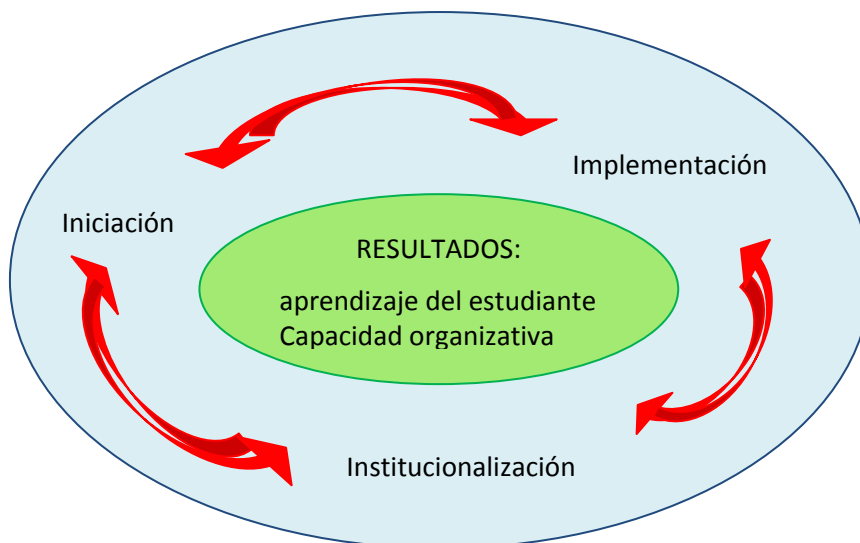 Implementación
Iniciación
RESULTADOS:
aprendizaje del estudiante
Capacidad organizativa
Institucionalización